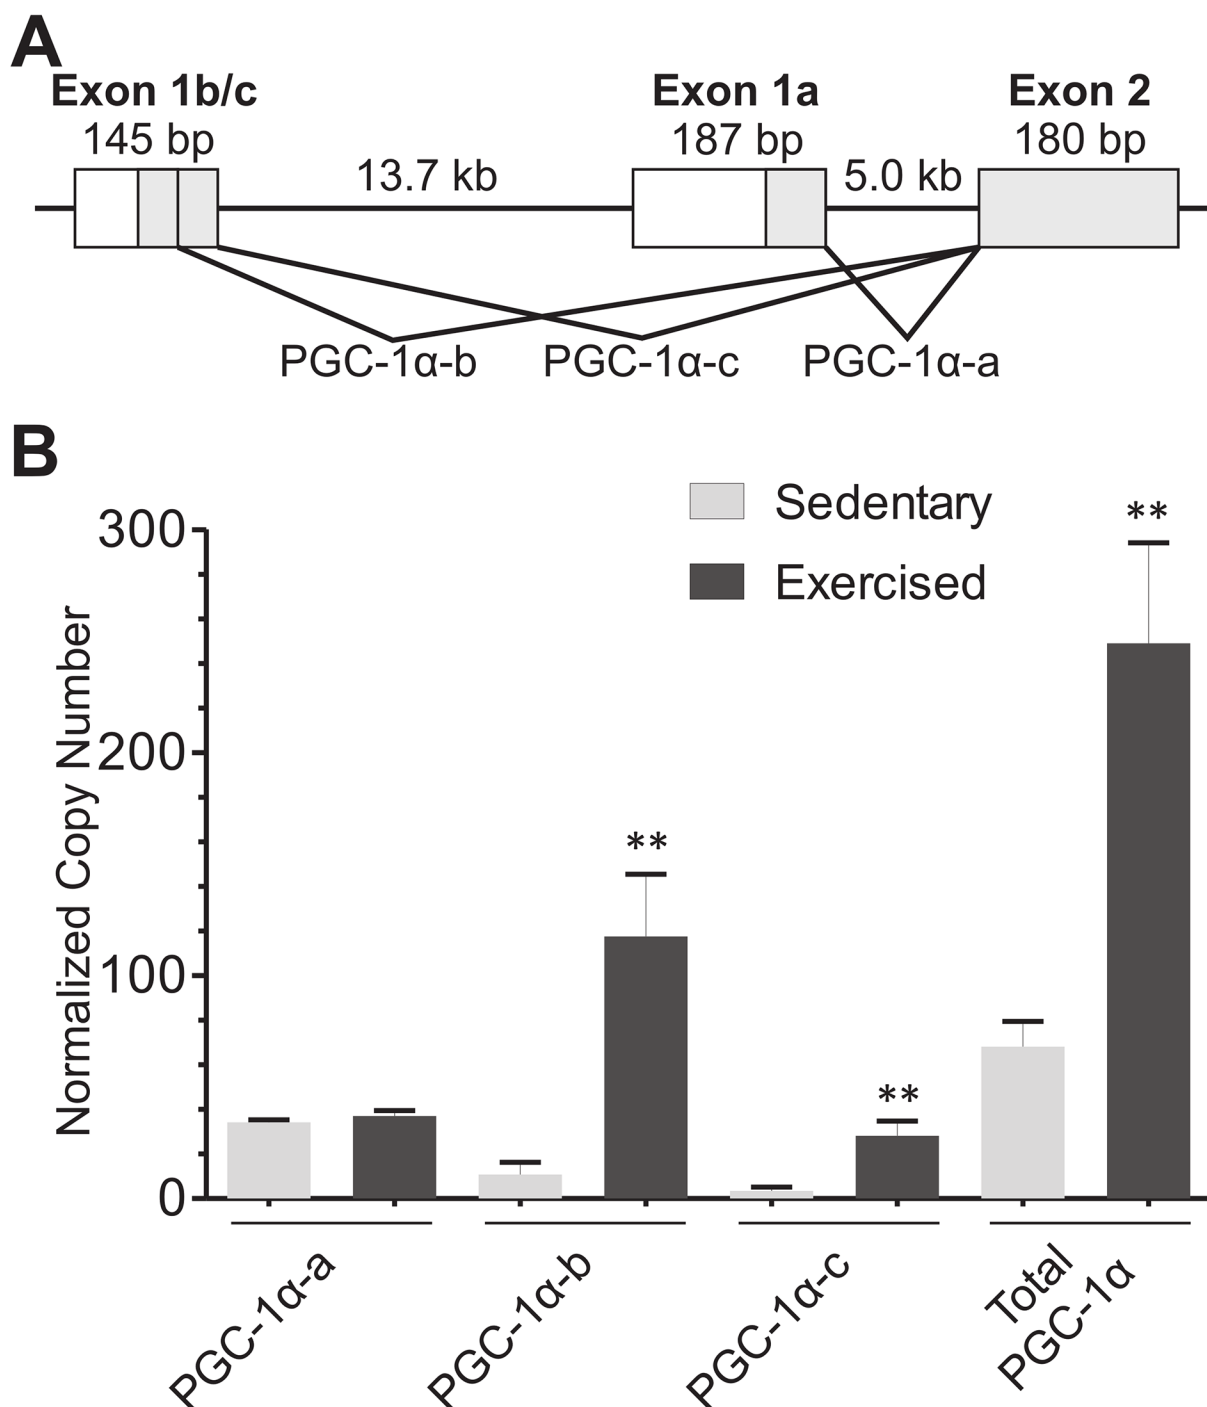 A
Exon 1b/c Exon 1a Exon 2
145 bp 187 bp 180 bp
13.7 kb 5.0 kb
PGC-1α-b PGC-1α-c PGC-1α-a
B
Sedentary
Exercised
Normalized Copy Number
300
200
100
0
**
**
**
PGC-1α-a
PGC-1α-b
PGC-1α-c
Total
PGC-1α